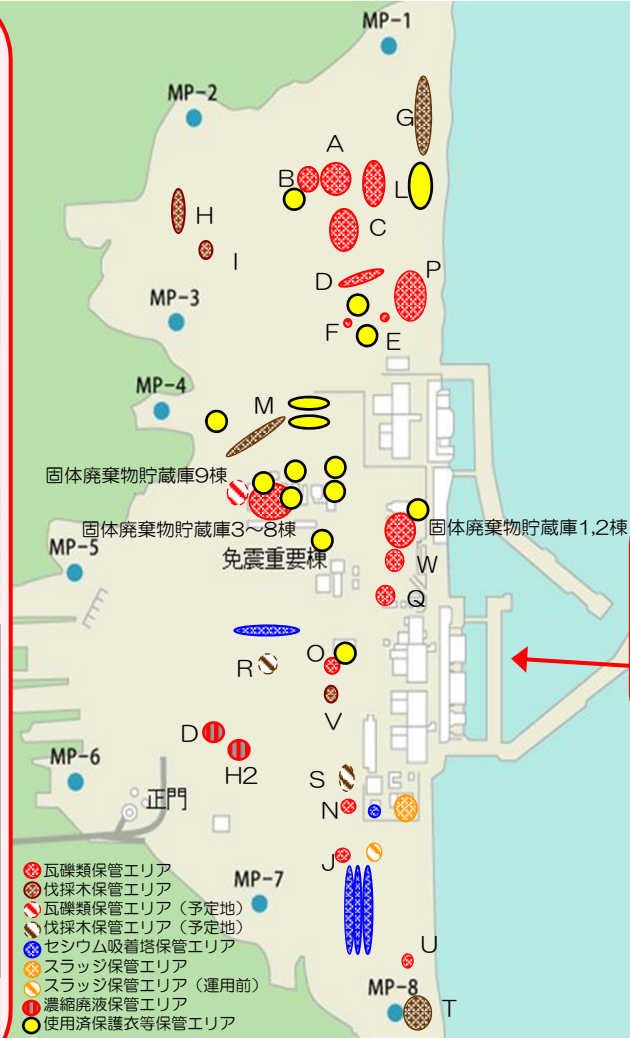 MP-1
MP-2
G
A
B
L
H
C
I
D
P
MP-3
F
E
MP-4
M
固体廃棄物貯蔵庫9棟
固体廃棄物貯蔵庫3～8棟
固体廃棄物貯蔵庫1,2棟
MP-5
免震重要棟
W
Q
O
R
V
D
H2
MP-6
S
正門
N
J
瓦礫類保管エリア
伐採木保管エリア
瓦礫類保管エリア（予定地）
伐採木保管エリア（予定地）
セシウム吸着塔保管エリア
スラッジ保管エリア
スラッジ保管エリア（運用前）
濃縮廃液保管エリア
使用済保護衣等保管エリア
MP-7
U
MP-8
T